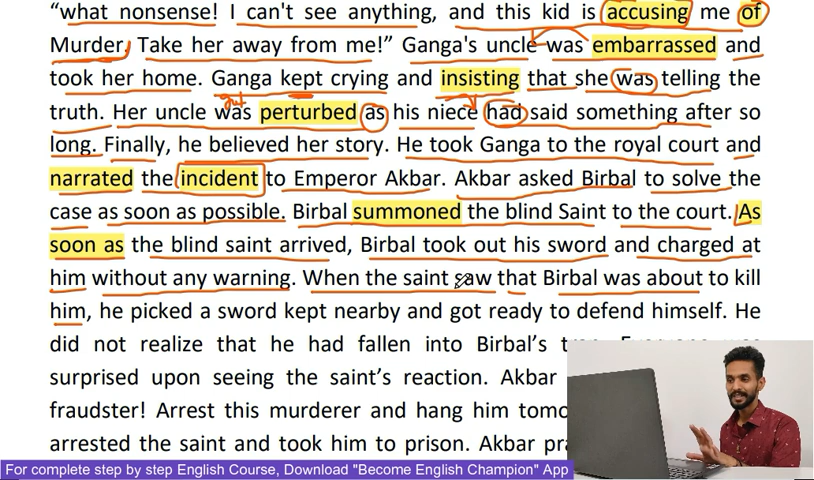 “what nonsense! I can't see anything, and this kid is accusing me of
Murder, Take her away from me!” Ganga's uncle was embarrassed and
took her home. Ganga kept crying and insisting that she was telling the
truth. Her uncle was perturbed as his niece had said something after so
long. Finally, he believed her story. He took Ganga to the royal court and
narrated the incident to Emperor Akbar. Akbar asked Birbal to solve the
case as soon as possible. Birbal summoned the blind Saint to the court. As
soon as the blind saint arrived, Birbal took out his sword and charged at
him without any warning. When the saint saw that Birbal was about to kill
him, he picked a sword kept nearby and got ready to defend himself. He
did not realize that he had fallen into Birbal’s
surprised upon seeing the saint’s reaction. Akbar
fraudster! Arrest this murderer and hang him
arrested the saint and took him to prison. Akbar
For complete step by step English Course, Download "Become English Champion" App